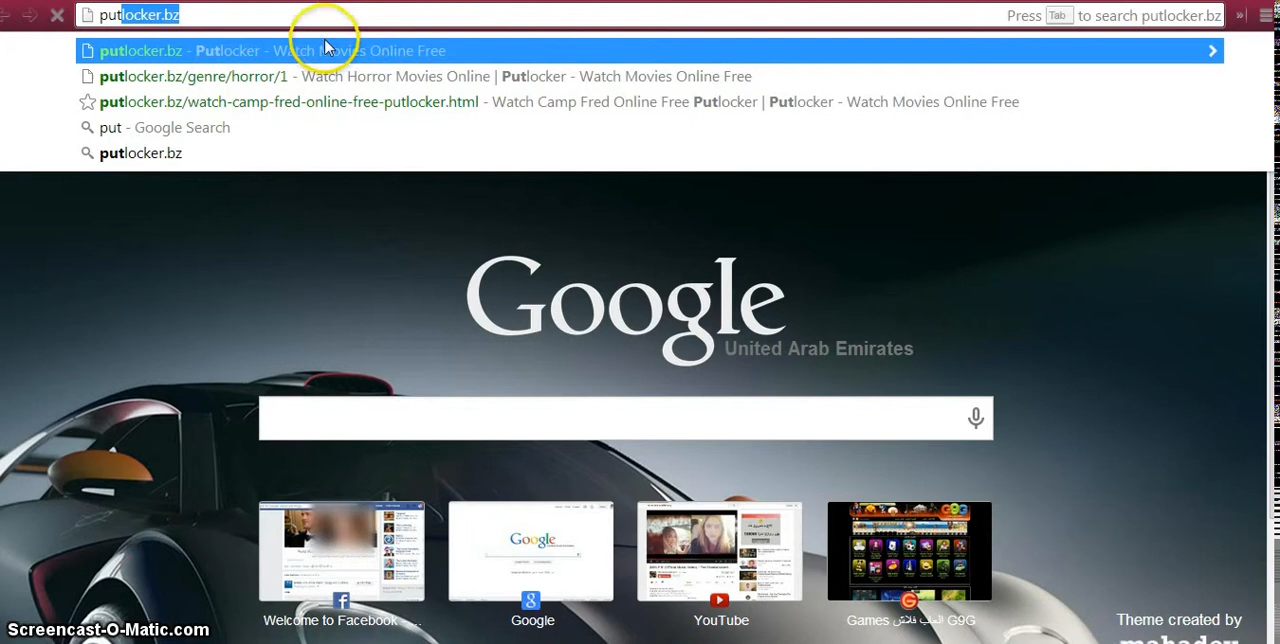 putlocker.bz Press Tab to search putlocker.bz »
putlocker.bz - Putlocker - Watch Movies Online Free
putlocker.bz/genre/horror/1 - Watch Horror Movies Online | Putlocker - Watch Movies Online Free
putlocker.bz/watch-camp-fred-online-free-putlocker.html - Watch Camp Fred Online Free Putlocker | Putlocker - Watch Movies Online Free
put - Google Search
putlocker.bz
Google
United Arab Emirates
Google
G9G
Welcome to Facebook - ...
Google
YouTube
Games العاب فلاش G9G
Theme created by
mahadev
Screencast-O-Matic.com